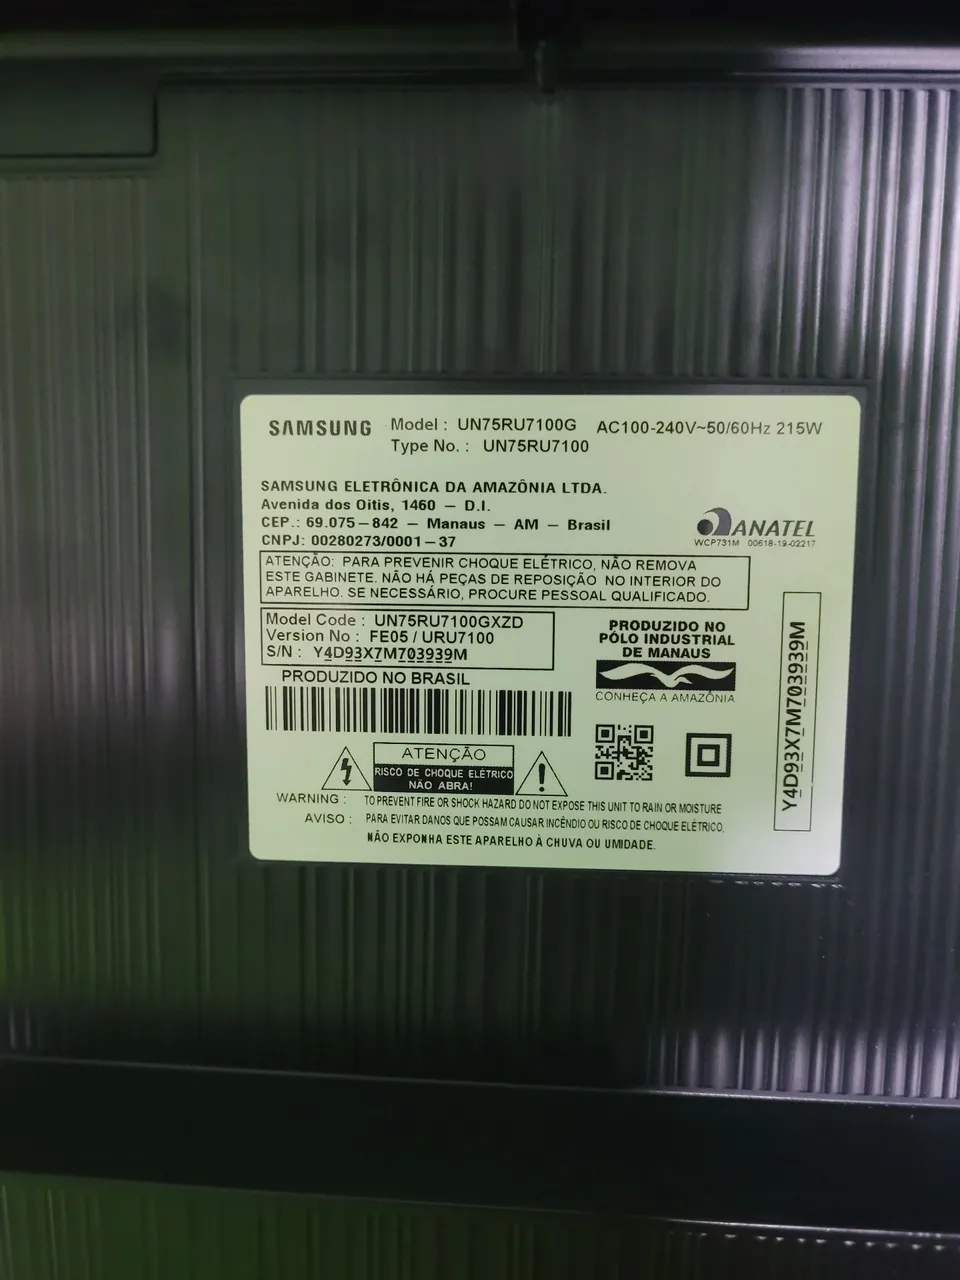 SAMSUNG Model : UN75RU7100G AC100-240V~50/60Hz 215W
Type No. : UN75RU7100
SAMSUNG ELETRÔNICA DA AMAZÔNIA LTDA.
Avenida dos Oitis, 1460 – D.I.
CEP.: 69.075–842 – Manaus – AM – Brasil
CNPJ: 00280273/0001–37
ANATEL
WCP731M 00618-19-02217
ATENÇÃO: PARA PREVENIR CHOQUE ELÉTRICO, NÃO REMOVA
ESTE GABINETE. NÃO HÁ PEÇAS DE REPOSIÇÃO NO INTERIOR DO
APARELHO. SE NECESSÁRIO, PROCURE PESSOAL QUALIFICADO.
Model Code : UN75RU7100GXZD
Version No : FE05 / URU7100
S/N : Y4D93X7M703939M
PRODUZIDO NO BRASIL
PRODUZIDO NO
PÓLO INDUSTRIAL
DE MANAUS
CONHEÇA A AMAZÔNIA
Y4D93X7M703939M
ATENÇÃO
RISCO DE CHOQUE ELÉTRICO
NÃO ABRA!
WARNING : TO PREVENT FIRE OR SHOCK HAZARD DO NOT EXPOSE THIS UNIT TO RAIN OR MOISTURE
AVISO : PARA EVITAR DANOS QUE POSSAM CAUSAR INCÊNDIO OU RISCO DE CHOQUE ELÉTRICO,
NÃO EXPONHA ESTE APARELHO À CHUVA OU UMIDADE.